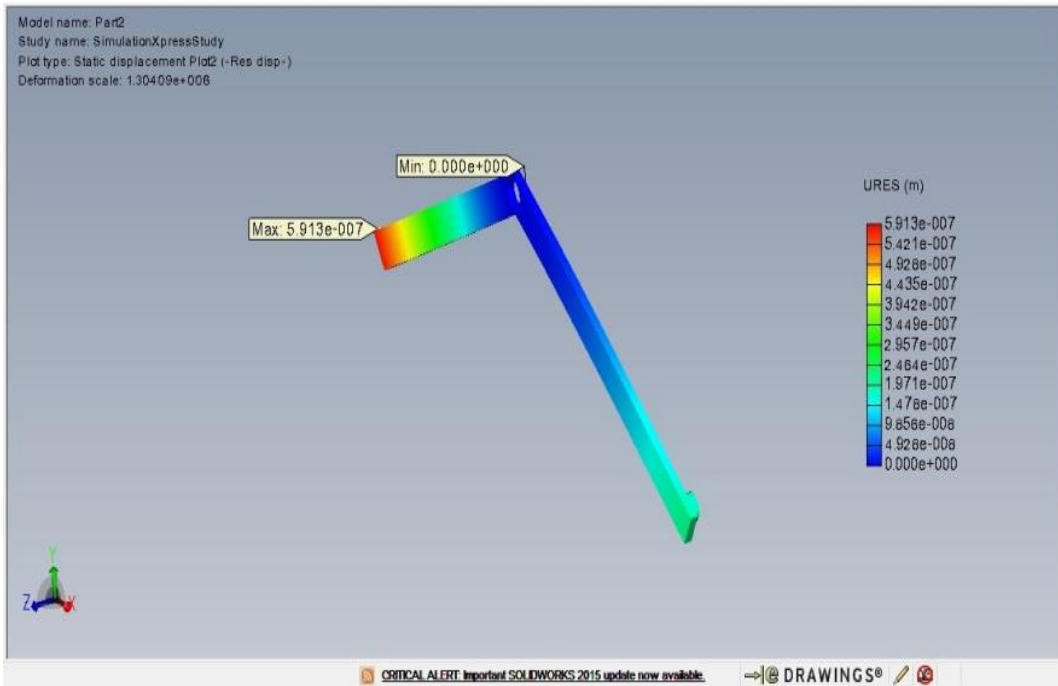 Model name: Part2
Study name: SimulationXpressStudy
Plot type: Static displacement Plot2 (-Res disp-)
Deformation scale: 1.30409e+006
Min: 0.000e+000
Max: 5.913e-007
URES (m)
5.913e-007
5.421e-007
4.928e-007
4.435e-007
3.942e-007
3.449e-007
2.957e-007
2.464e-007
1.971e-007
1.478e-007
9.856e-008
4.928e-008
0.000e+000
Y
Z
X
CRITICAL ALERT: Important SOLIDWORKS 2015 update now available.
e DRAWINGS®